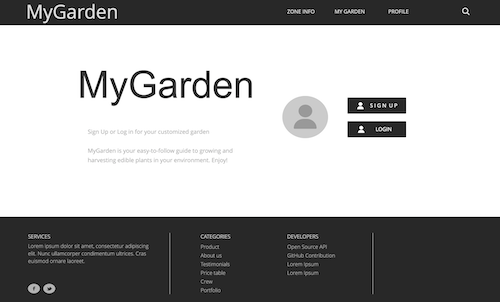 MyGarden
ZONE INFO
MY GARDEN
PROFILE
MyGarden
Sign Up or Log in for your customized garden
MyGarden is your easy-to-follow guide to growing and
harvesting edible plants in your environment. Enjoy!
SIGN UP
LOGIN
SERVICES
Lorem ipsum dolor sit amet, consectetur adipiscing
elit. Nunc ullamcorper condimentum ultrices. Cras
euismod ornare laoreet.
CATEGORIES
Product
About us
Testimonials
Price table
Crew
Portfolio
DEVELOPERS
Open Source API
GitHub Contribution
Lorem Ipsum
Lorem Ipsum